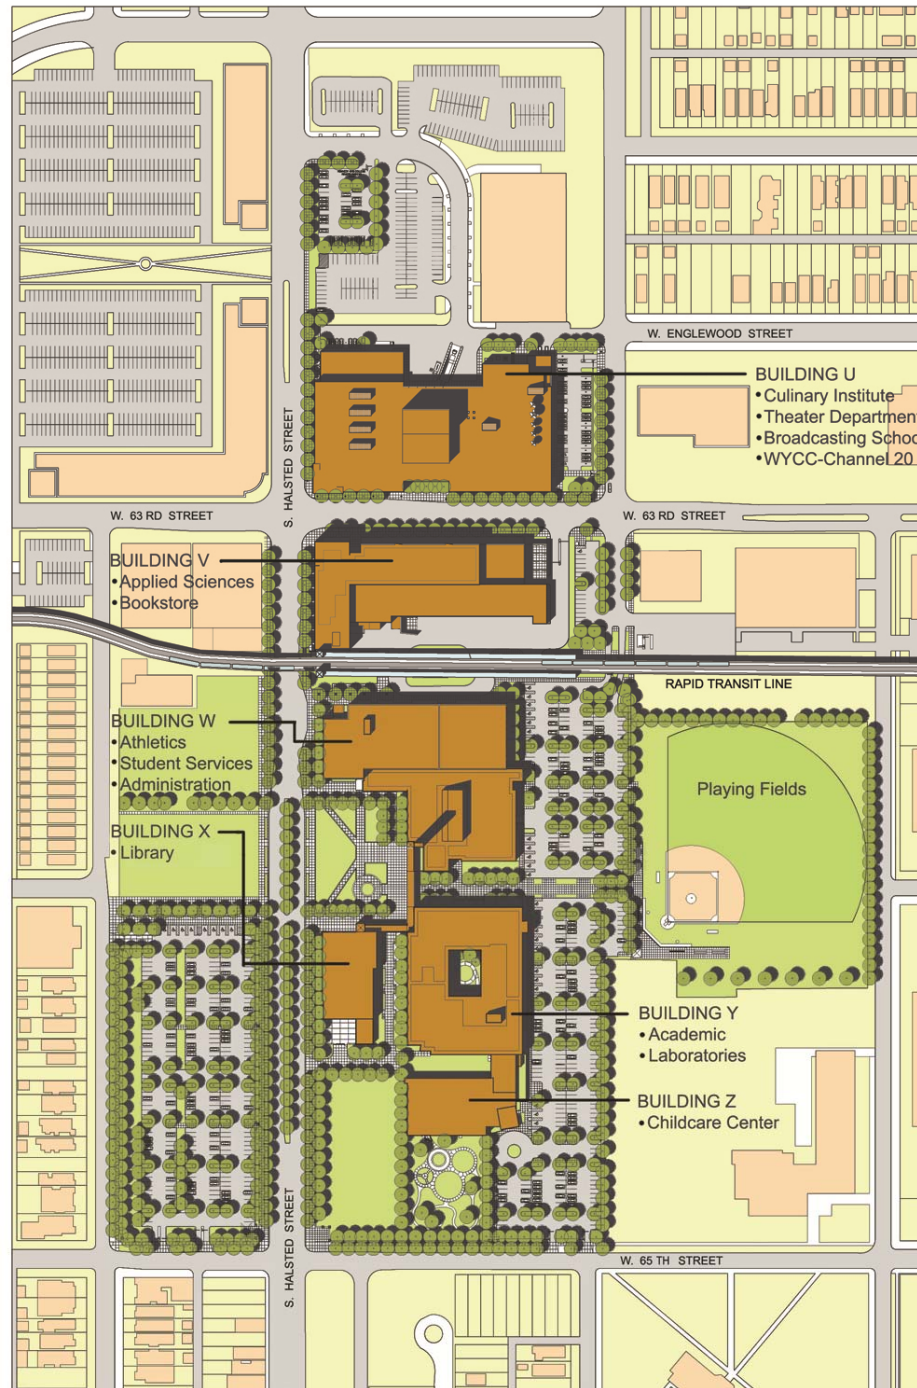 W. ENGLEWOOD STREET
BUILDING U
•Culinary Institute
•Theater Departmen
•Broadcasting Schoo
•WYCC-Channel 20
S. HALSTED STREET
W. 63 RD STREET
W. 63 RD STREET
BUILDING V
•Applied Sciences
•Bookstore
RAPID TRANSIT LINE
BUILDING W
•Athletics
•Student Services
•Administration
Playing Fields
BUILDING X
•Library
BUILDING Y
•Academic
•Laboratories
BUILDING Z
•Childcare Center
S. HALSTED STREET
W. 65 TH STREET